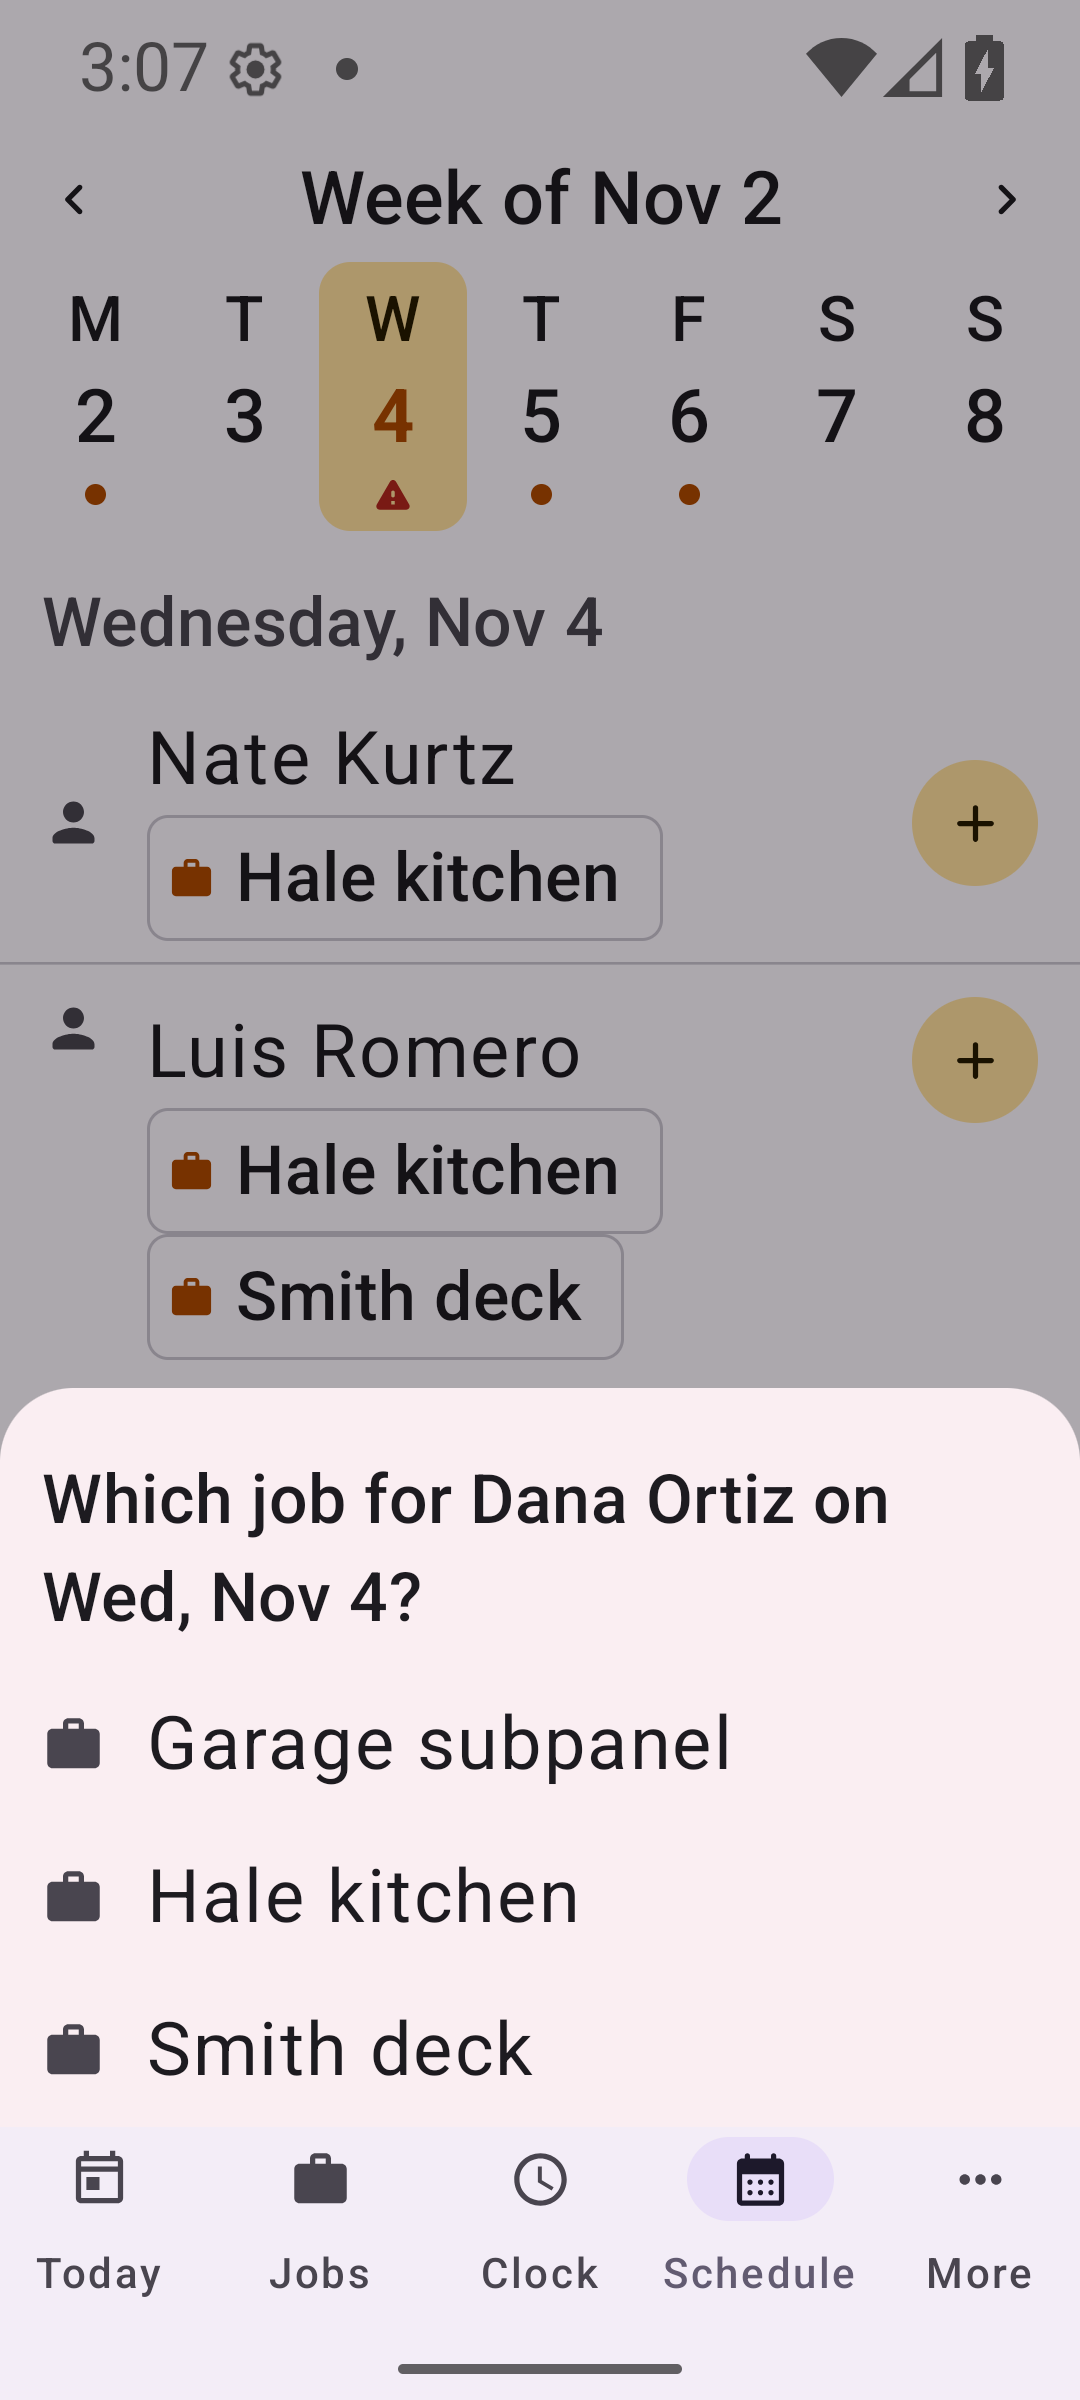 3:07
Week of Nov 2
M T W T F S S
2 3 4 5 6 7 8
Wednesday, Nov 4
Nate Kurtz
Hale kitchen
Luis Romero
Hale kitchen
Smith deck
Which job for Dana Ortiz on
Wed, Nov 4?
Garage subpanel
Hale kitchen
Smith deck
Today Jobs Clock Schedule More